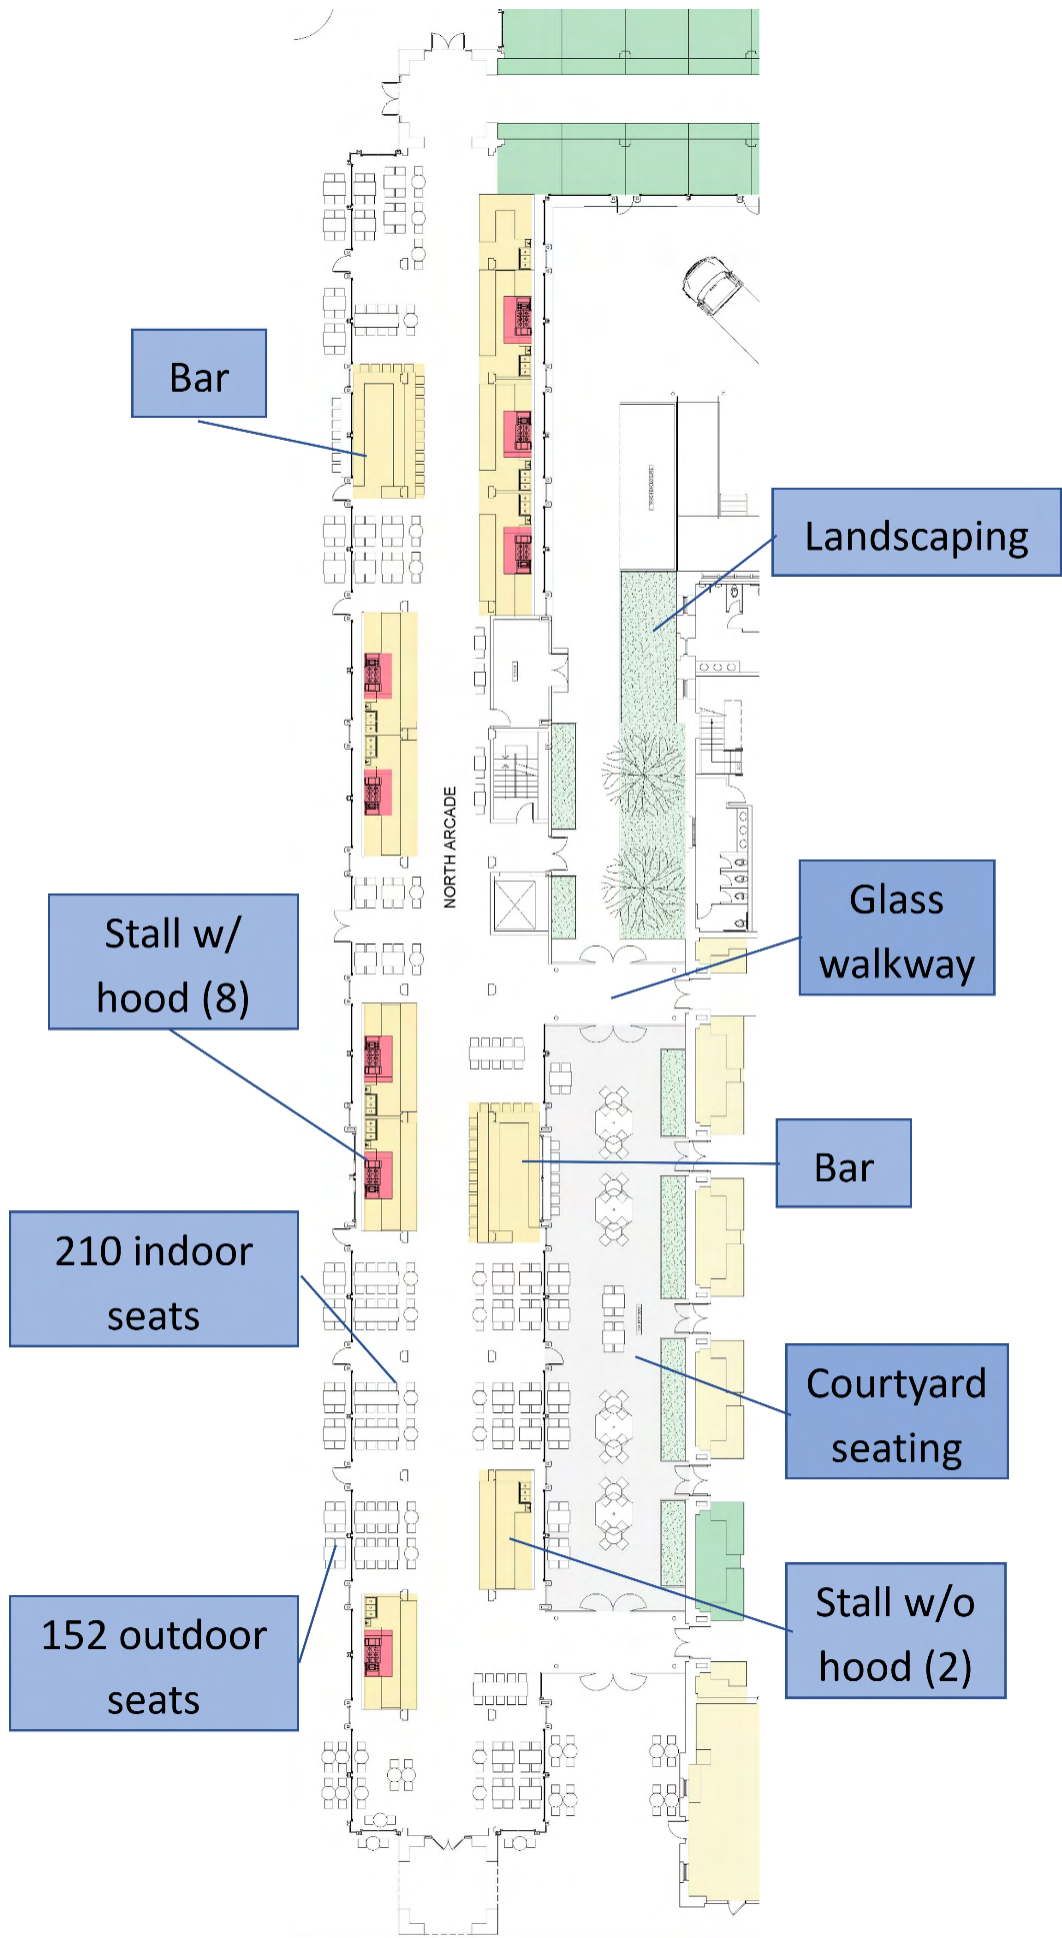 Bar
Landscaping
NORTH ARCADE
Glass
walkway
Stall w/
hood (8)
Bar
210 indoor
seats
Courtyard
seating
Stall w/o
hood (2)
152 outdoor
seats